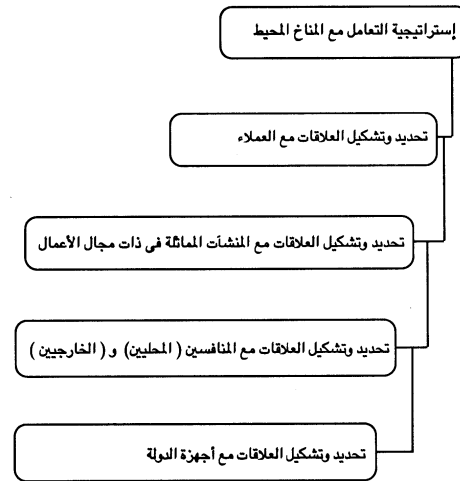 إستراتيجية التعامل مع المناخ المحيط
تحديد وتشكيل العلاقات مع العملاء
تحديد وتشكيل العلاقات مع المنشآت المماثلة فى ذات مجال الأعمال
تحديد وتشكيل العلاقات مع المنافسين ( المحليين ) و ( الخارجيين )
تحديد وتشكيل العلاقات مع أجهزة الدولة